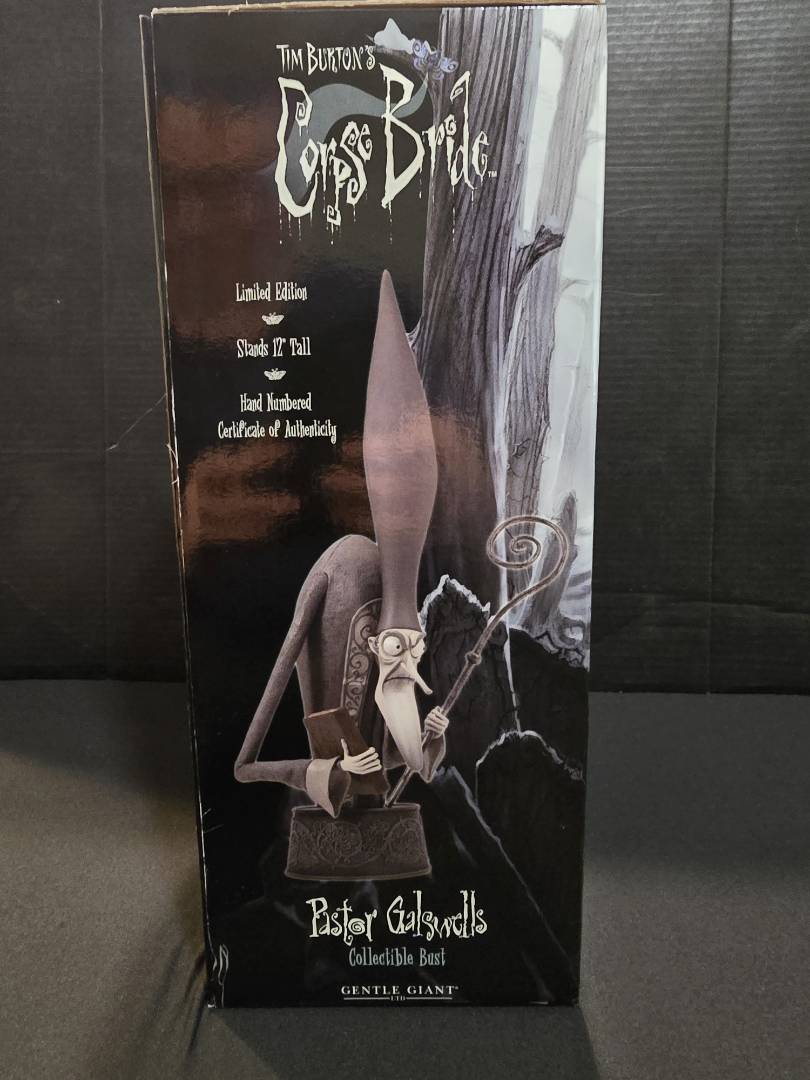 TIM BURTON'S
Corpse Bride™
Limited Edition
Stands 12" Tall
Hand Numbered
Certificate of Authenticity
Pastor Galswells
Collectible Bust
GENTLE GIANT
LTD